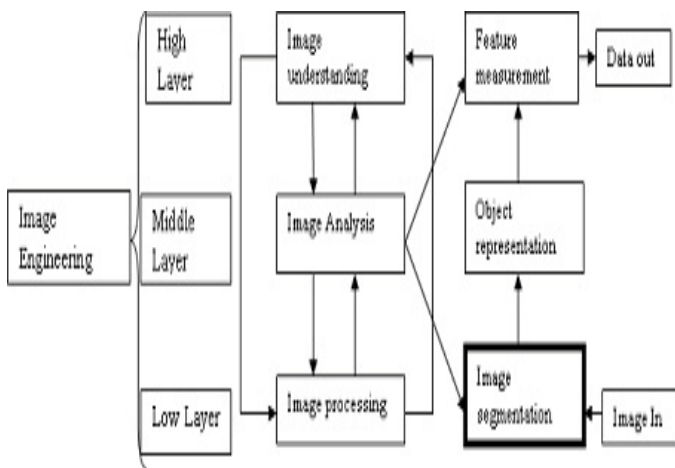 High
Layer
Image
understanding
Feature
measurement
Data out
Image
Engineering
Middle
Layer
Image Analysis
Object
representation
Low Layer
Image processing
Image
segmentation
Image In